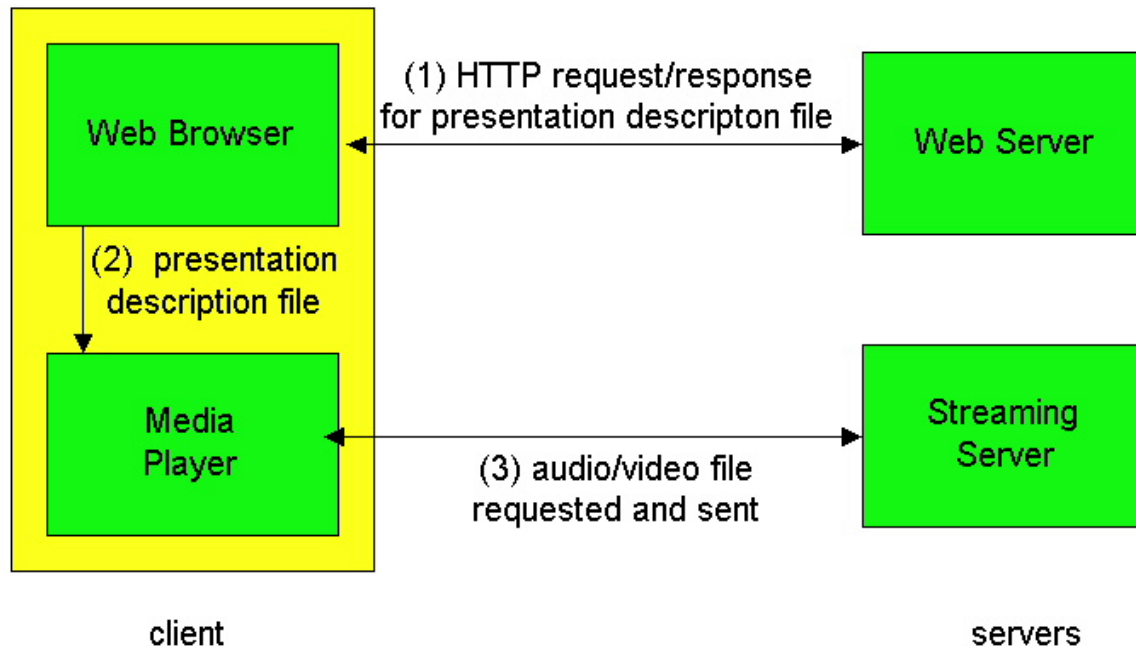 Web Browser
(1) HTTP request/response
for presentation descripton file
Web Server
(2) presentation
description file
Media
Player
(3) audio/video file
requested and sent
Streaming
Server
client
servers